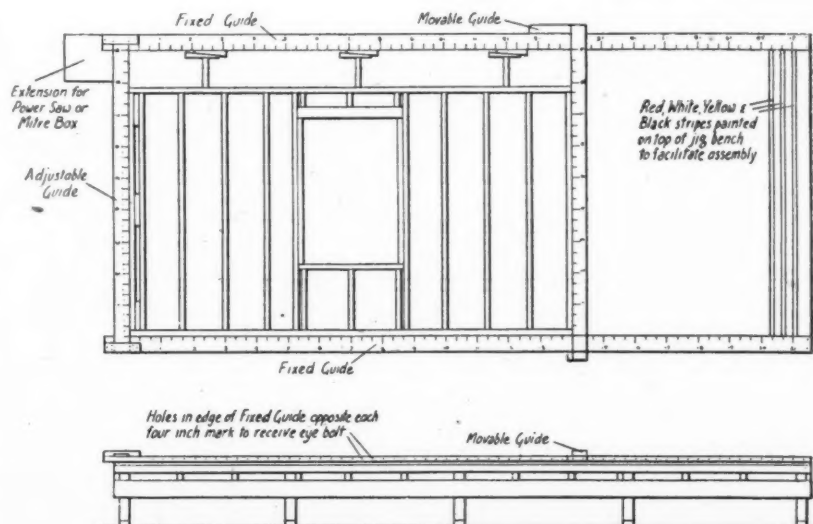 Fixed Guide
Movable Guide
Extension for
Power Saw or
Mitre Box
Red, White, Yellow &
Black stripes painted
on top of jig bench
to facilitate assembly
Adjustable
Guide
Fixed Guide
Holes in edge of Fixed Guide opposite each
four inch mark to receive eye bolt
Movable Guide